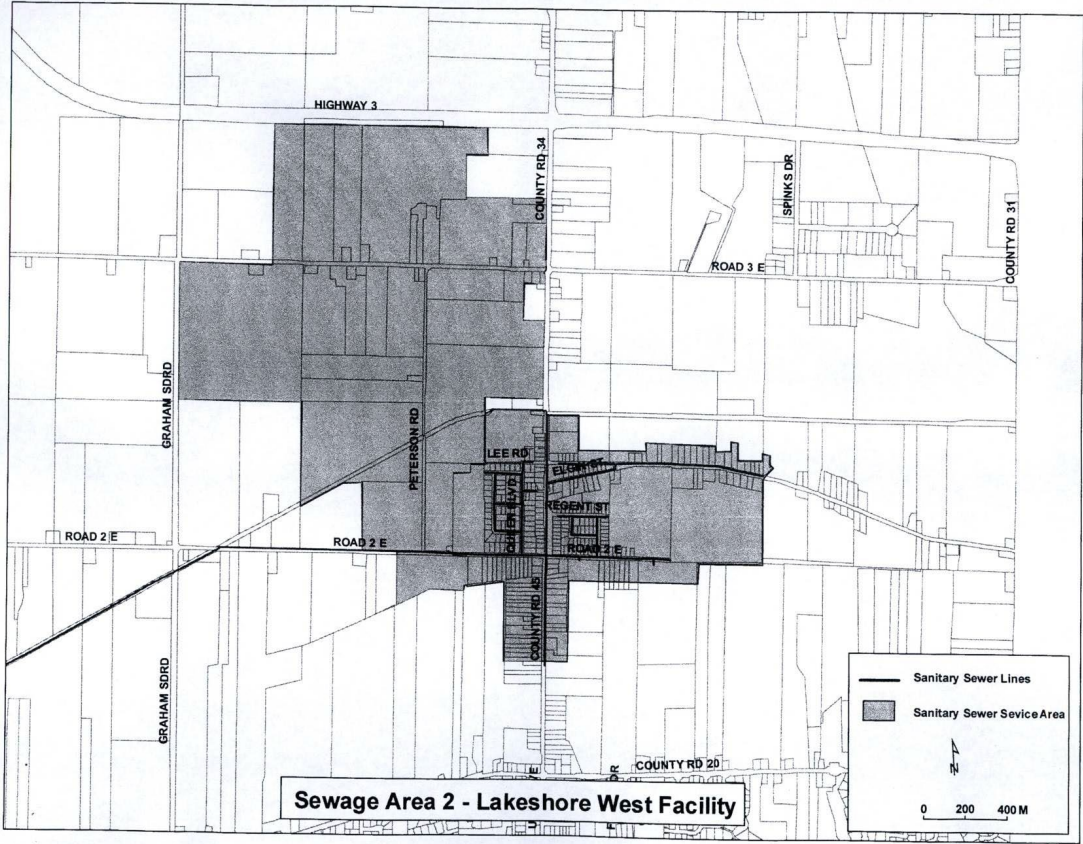 HIGHWAY 3
COUNTY RD 34
SPINKS DR
COUNTY RD 31
ROAD 3 E
GRAHAM SDRD
PETERSON RD
LEE RD
ELGIN ST
REGENT ST
ROAD 2 E
ROAD 2 E
ROAD 2 E
COUNTY RD 45
GRAHAM SDRD
COUNTY RD 20
DR
Sanitary Sewer Lines
Sanitary Sewer Sevice Area
N
0 200 400 M
Sewage Area 2 - Lakeshore West Facility